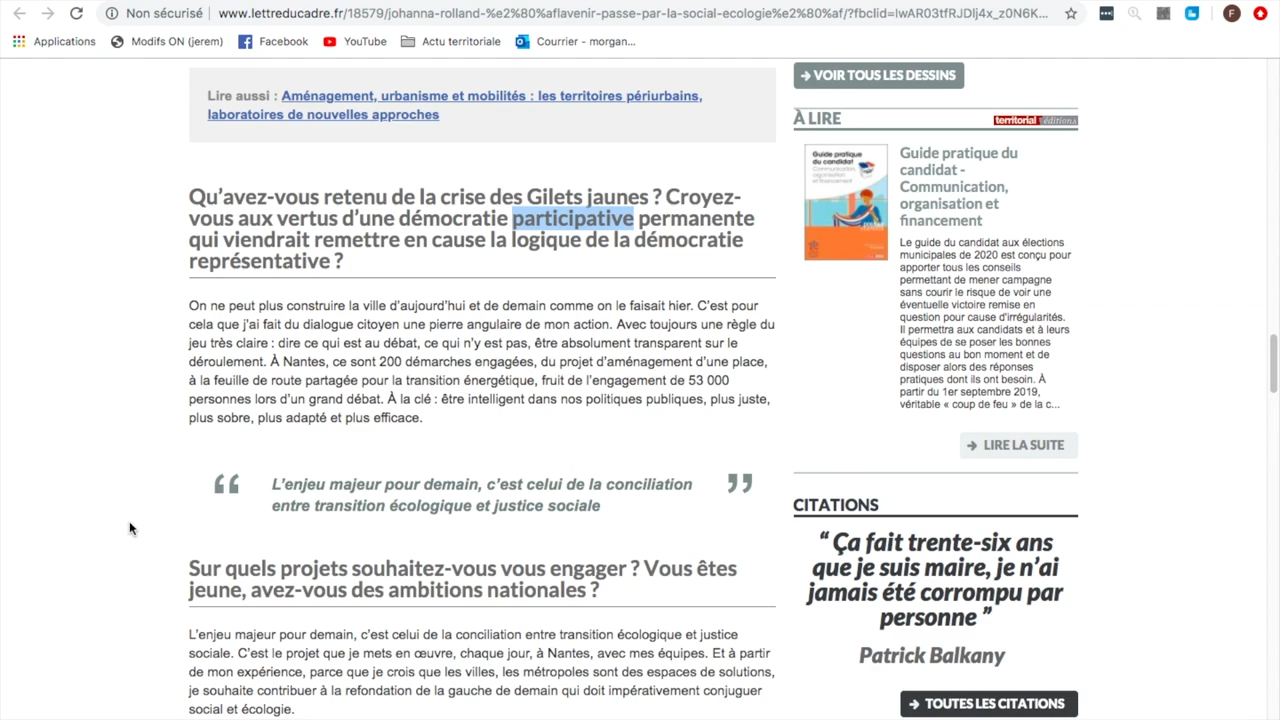 Non sécurisé
www.lettreducadre.fr/18579/johanna-rolland-%e2%80%aflavenir-passe-par-la-social-ecologie%e2%80%af/?fbclid=IwAR03tfRJDlj4x_z0N6K...
F
Applications
Modifs ON (jerem)
Facebook
YouTube
Actu territoriale
Courrier - morgan...
Lire aussi : Aménagement, urbanisme et mobilités : les territoires périurbains,
laboratoires de nouvelles approches
Qu’avez-vous retenu de la crise des Gilets jaunes ? Croyez-
vous aux vertus d’une démocratie participative permanente
qui viendrait remettre en cause la logique de la démocratie
représentative ?
On ne peut plus construire la ville d’aujourd’hui et de demain comme on le faisait hier. C’est pour
cela que j’ai fait du dialogue citoyen une pierre angulaire de mon action. Avec toujours une règle du
jeu très claire : dire ce qui est au débat, ce qui n’y est pas, être absolument transparent sur le
déroulement. À Nantes, ce sont 200 démarches engagées, du projet d’aménagement d’une place,
à la feuille de route partagée pour la transition énergétique, fruit de l’engagement de 53 000
personnes lors d’un grand débat. À la clé : être intelligent dans nos politiques publiques, plus juste,
plus sobre, plus adapté et plus efficace.
“ L’enjeu majeur pour demain, c’est celui de la conciliation ”
entre transition écologique et justice sociale
Sur quels projets souhaitez-vous vous engager ? Vous êtes
jeune, avez-vous des ambitions nationales ?
L’enjeu majeur pour demain, c’est celui de la conciliation entre transition écologique et justice
sociale. C’est le projet que je mets en œuvre, chaque jour, à Nantes, avec mes équipes. Et à partir
de mon expérience, parce que je crois que les villes, les métropoles sont des espaces de solutions,
je souhaite contribuer à la refondation de la gauche de demain qui doit impérativement conjuguer
social et écologie.
VOIR TOUS LES DESSINS
À LIRE
territorial éditions
Guide pratique
du candidat
Communication,
organisation
et financement
Guide pratique du
candidat -
Communication,
organisation et
financement
Le guide du candidat aux élections
municipales de 2020 est conçu pour
apporter tous les conseils
permettant de mener campagne
sans courir le risque de voir une
éventuelle victoire remise en
question pour cause d'irrégularités.
Il permettra aux candidats et à leurs
équipes de se poser les bonnes
questions au bon moment et de
disposer alors des réponses
pratiques dont ils ont besoin. À
partir du 1er septembre 2019,
véritable « coup de feu » de la c...
LIRE LA SUITE
CITATIONS
“ Ça fait trente-six ans
que je suis maire, je n’ai
jamais été corrompu par
personne ”
Patrick Balkany
TOUTES LES CITATIONS